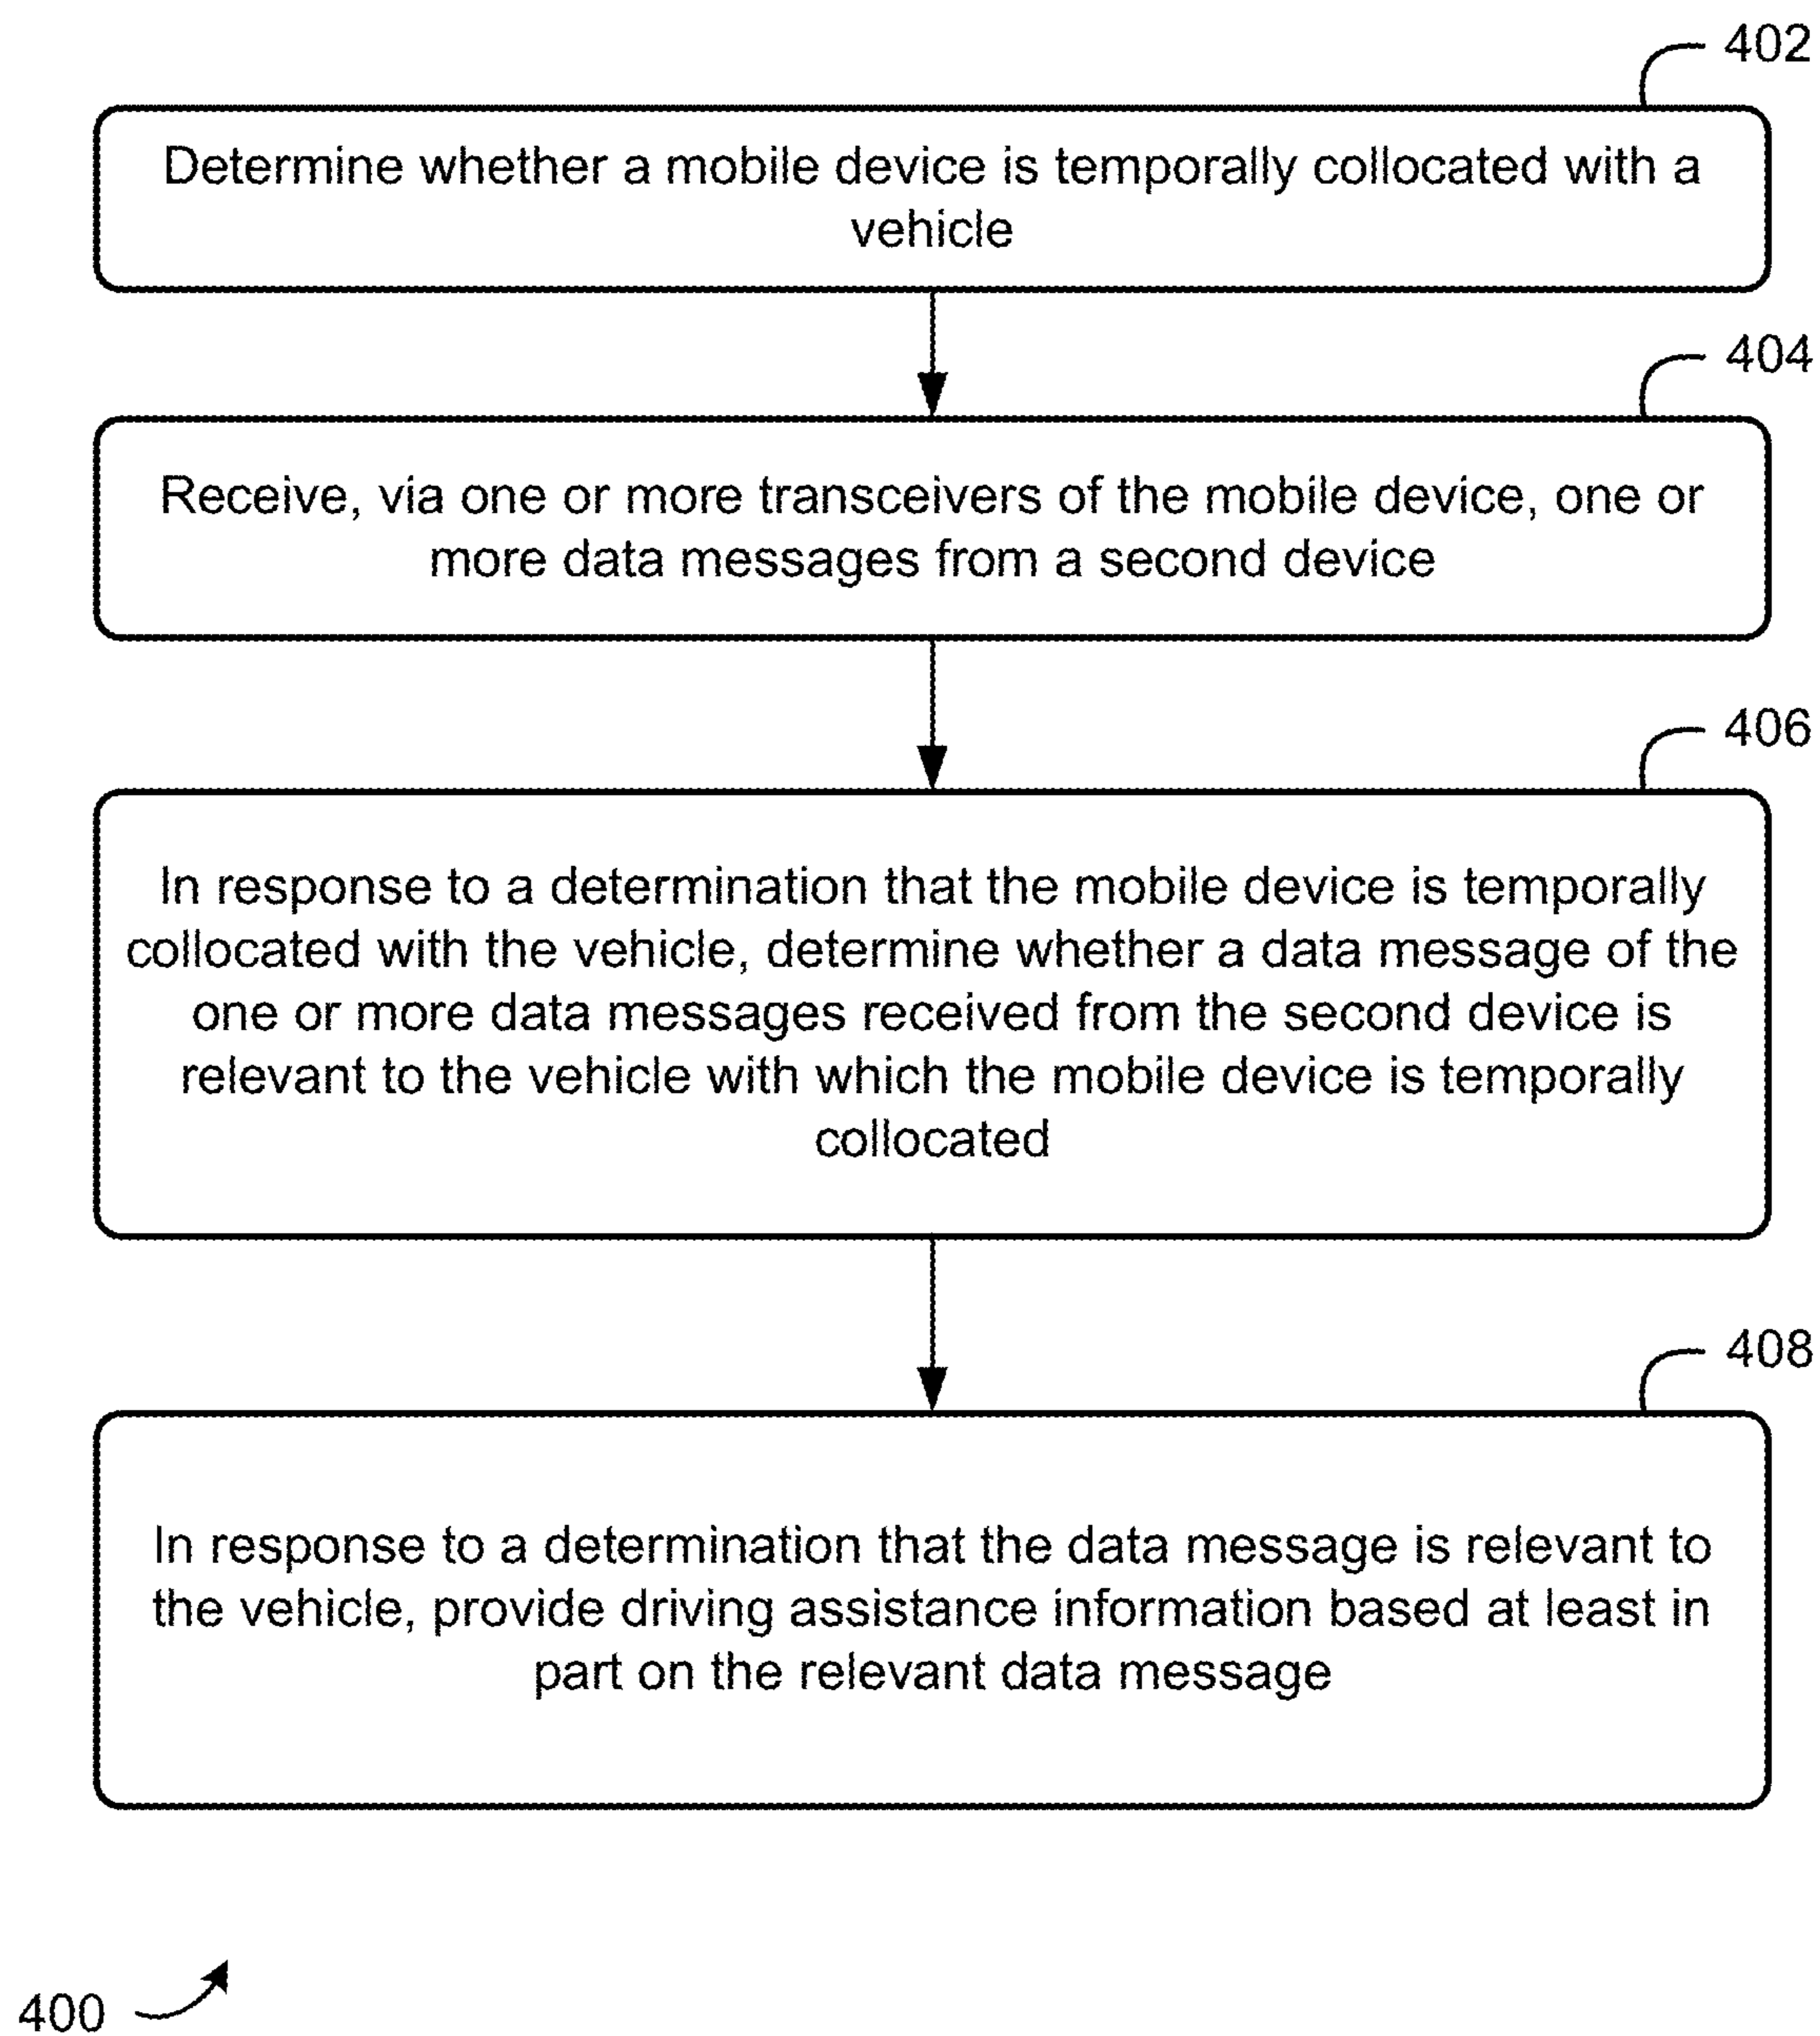 402
Determine whether a mobile device is temporally collocated with a
vehicle
404
Receive, via one or more transceivers of the mobile device, one or
more data messages from a second device
406
In response to a determination that the mobile device is temporally
collocated with the vehicle, determine whether a data message of the
one or more data messages received from the second device is
relevant to the vehicle with which the mobile device is temporally
collocated
408
In response to a determination that the data message is relevant to
the vehicle, provide driving assistance information based at least in
part on the relevant data message
400